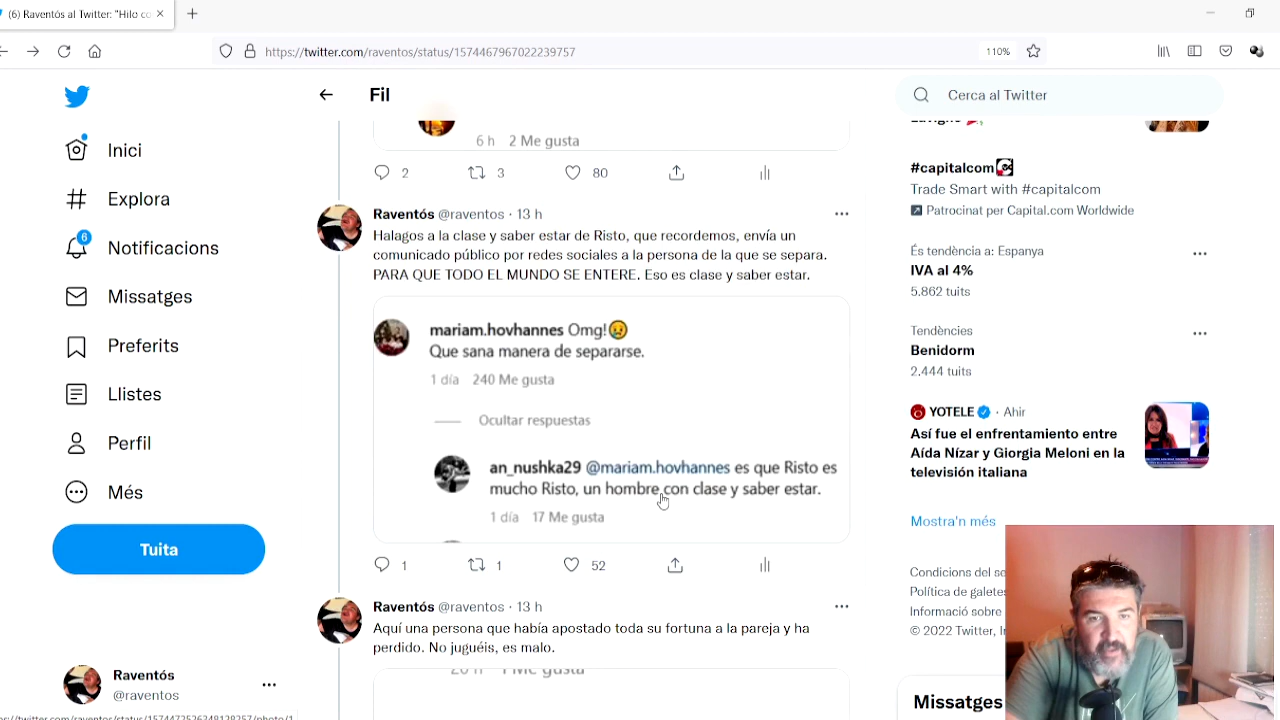 (6) Raventós al Twitter: "Hilo co
https://twitter.com/raventos/status/1574467967022239757
110%
Inici
Explora
6
Notificacions
Missatges
Preferits
Llistes
Perfil
Més
Tuita
Raventós
@raventos
Fil
6 h 2 Me gusta
2 3 80
Raventós @raventos · 13 h
Halagos a la clase y saber estar de Risto, que recordemos, envía un
comunicado público por redes sociales a la persona de la que se separa.
PARA QUE TODO EL MUNDO SE ENTERE. Eso es clase y saber estar.
mariam.hovhannes Omg!😢
Que sana manera de separarse.
1 día 240 Me gusta
Ocultar respuestas
an_nushka29 @mariam.hovhannes es que Risto es
mucho Risto, un hombre con clase y saber estar.
1 día 17 Me gusta
1 1 52
Raventós @raventos · 13 h
Aquí una persona que había apostado toda su fortuna a la pareja y ha
perdido. No juguéis, es malo.
Cerca al Twitter
#capitalcom
Trade Smart with #capitalcom
Patrocinat per Capital.com Worldwide
És tendència a: Espanya
IVA al 4%
5.862 tuits
Tendències
Benidorm
2.444 tuits
YOTELE · Ahir
Así fue el enfrentamiento entre
Aída Nízar y Giorgia Meloni en la
televisión italiana
Mostra'n més
Condicions del se
Política de galetes
Informació sobre
© 2022 Twitter, I
Missatges